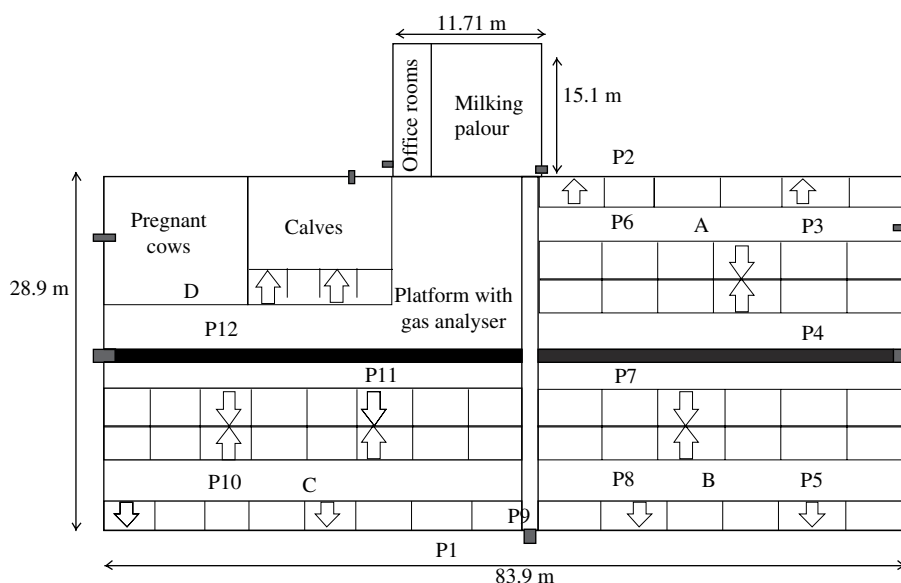 11.71 m
Office rooms
Milking
palour
15.1 m
P2
Pregnant
cows
Calves
P6
A
P3
28.9 m
D
Platform with
gas analyser
P12
P4
P11
P7
P10
C
P8
B
P5
P9
P1
83.9 m